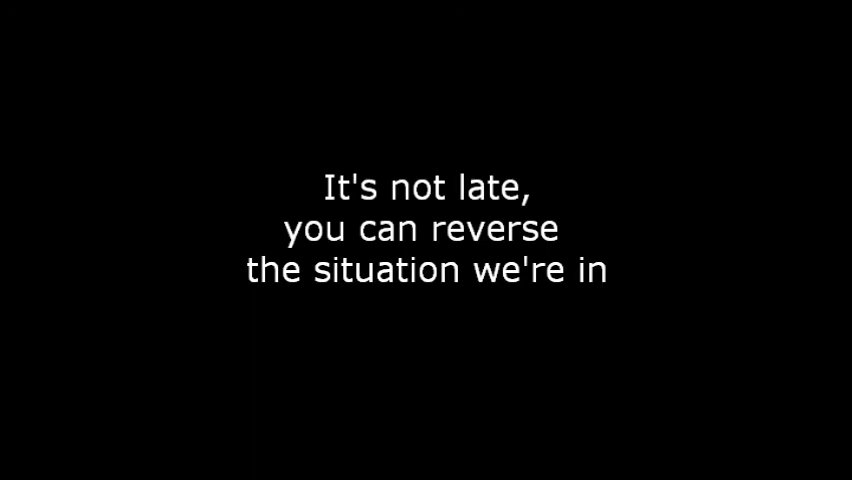 It's not late,
you can reverse
the situation we're in